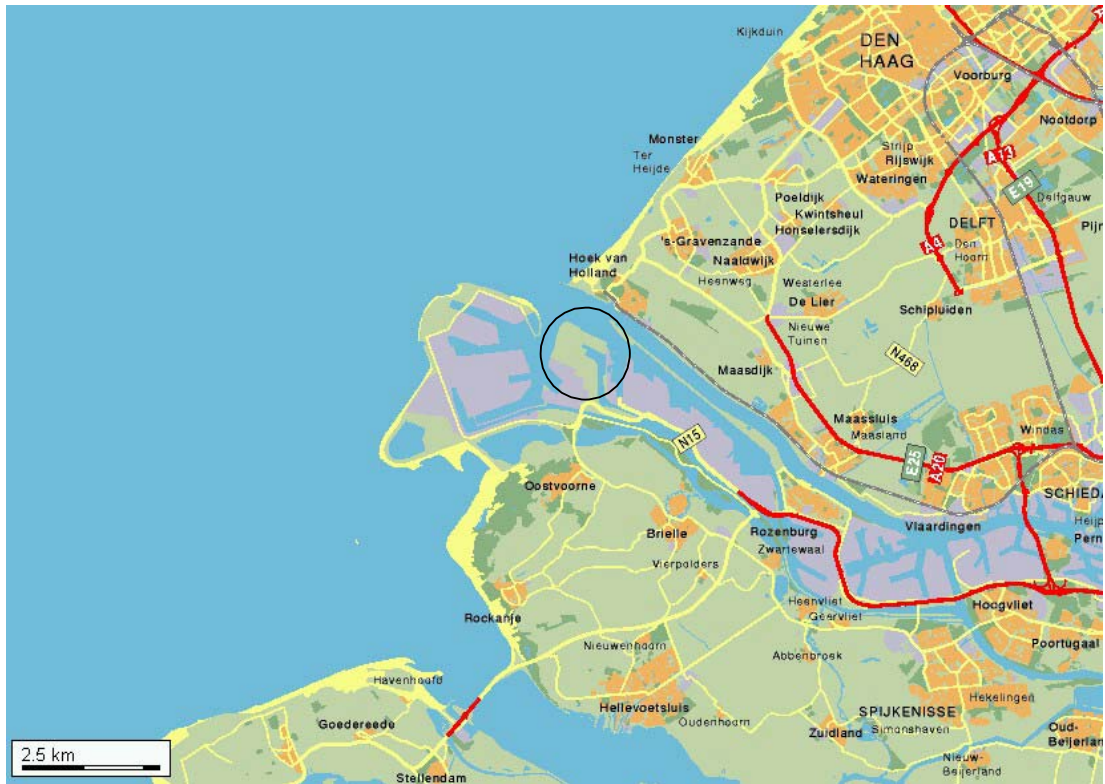 Kijkduin
DEN
HAAG
Voorburg
Nootdorp
Monster
Ter
Heijde
Strijp
Rijswijk
Wateringen
A13
E19
Delfgauw
Poeldijk
Kwintsheul
Honselersdijk
DELFT
Pijn
's-Gravenzande
Naaldwijk
A4
Den
Hoorn
Hoek van
Holland
Heenweg
Westerlee
De Lier
Schipluiden
Nieuwe
Tuinen
N468
Maasdijk
Maassluis
Maasland
Windas
N15
E25
A20
Oostvoorne
SCHIEDA
Vlaardingen
Heijp
Pern
Brielle
Rozenburg
Zwartewaal
Vierpolders
Heenvliet
Geervliet
Hoogvliet
Rockanje
Nieuwenhoorn
Abbenbroek
Poortugaal
Havenhoofd
Hekelingen
Goedereede
Hellevoetsluis
Oudenhoorn
SPIJKENISSE
Simonshaven
Zuidland
Oud-
Beijerlan
2.5 km
Stellendam
Nieuw-
Beijerland